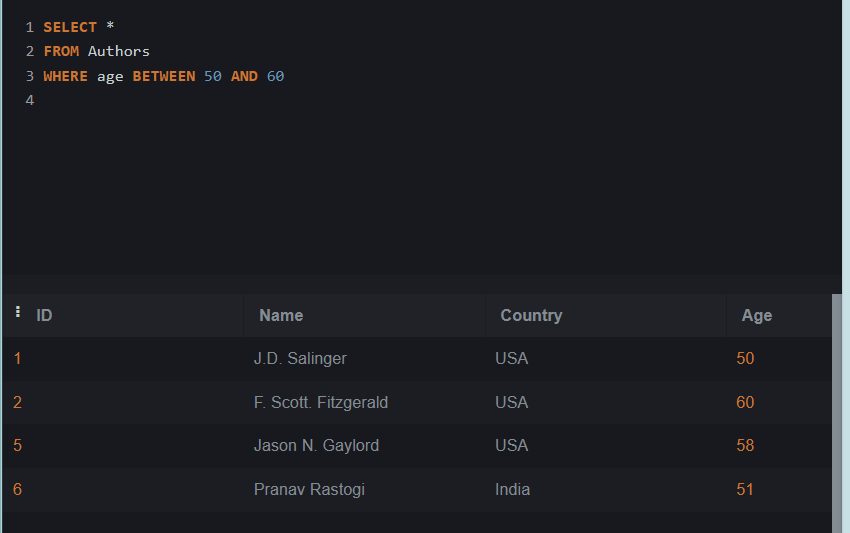 1 SELECT *
2 FROM Authors
3 WHERE age BETWEEN 50 AND 60
4
ID Name Country Age
1 J.D. Salinger USA 50
2 F. Scott. Fitzgerald USA 60
5 Jason N. Gaylord USA 58
6 Pranav Rastogi India 51